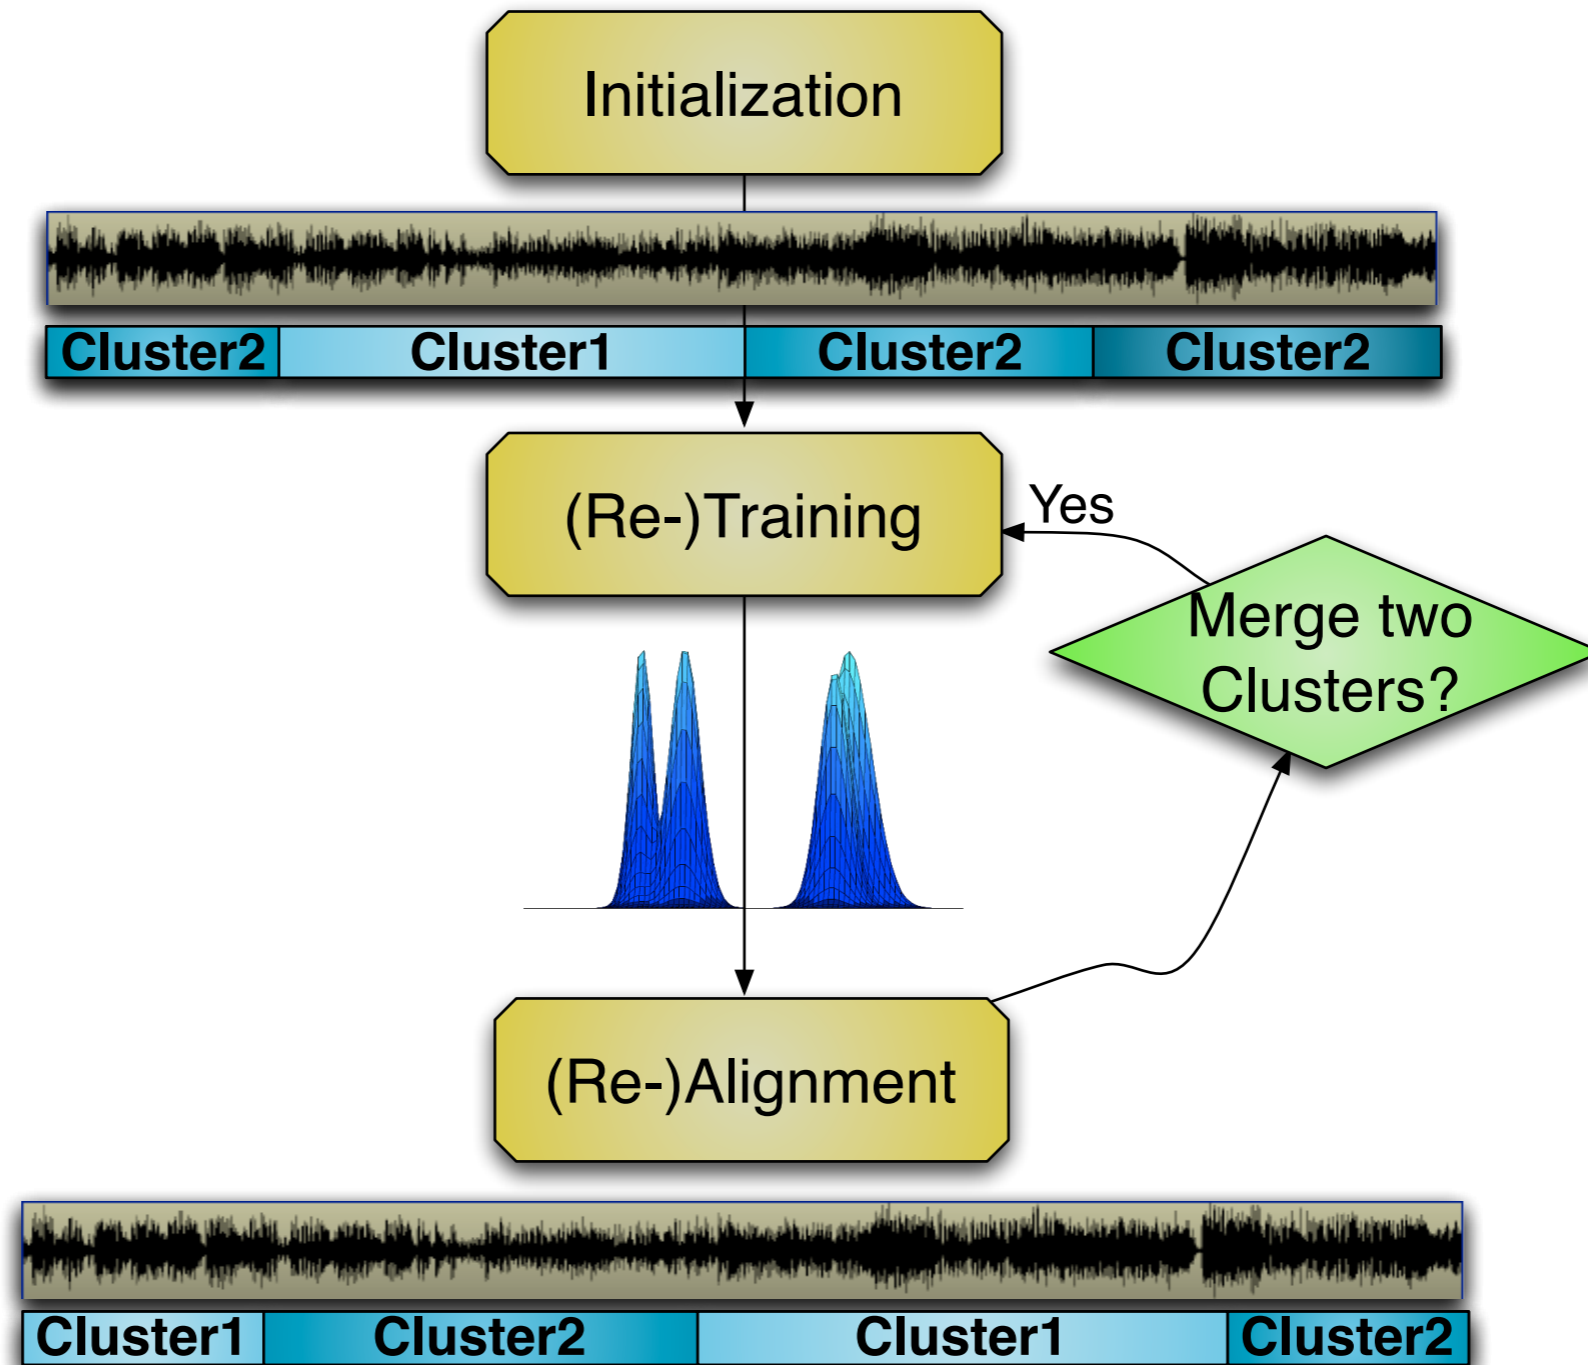 Initialization
Cluster2 Cluster1 Cluster2 Cluster2
(Re-)Training
Yes
Merge two
Clusters?
(Re-)Alignment
Cluster1 Cluster2 Cluster1 Cluster2